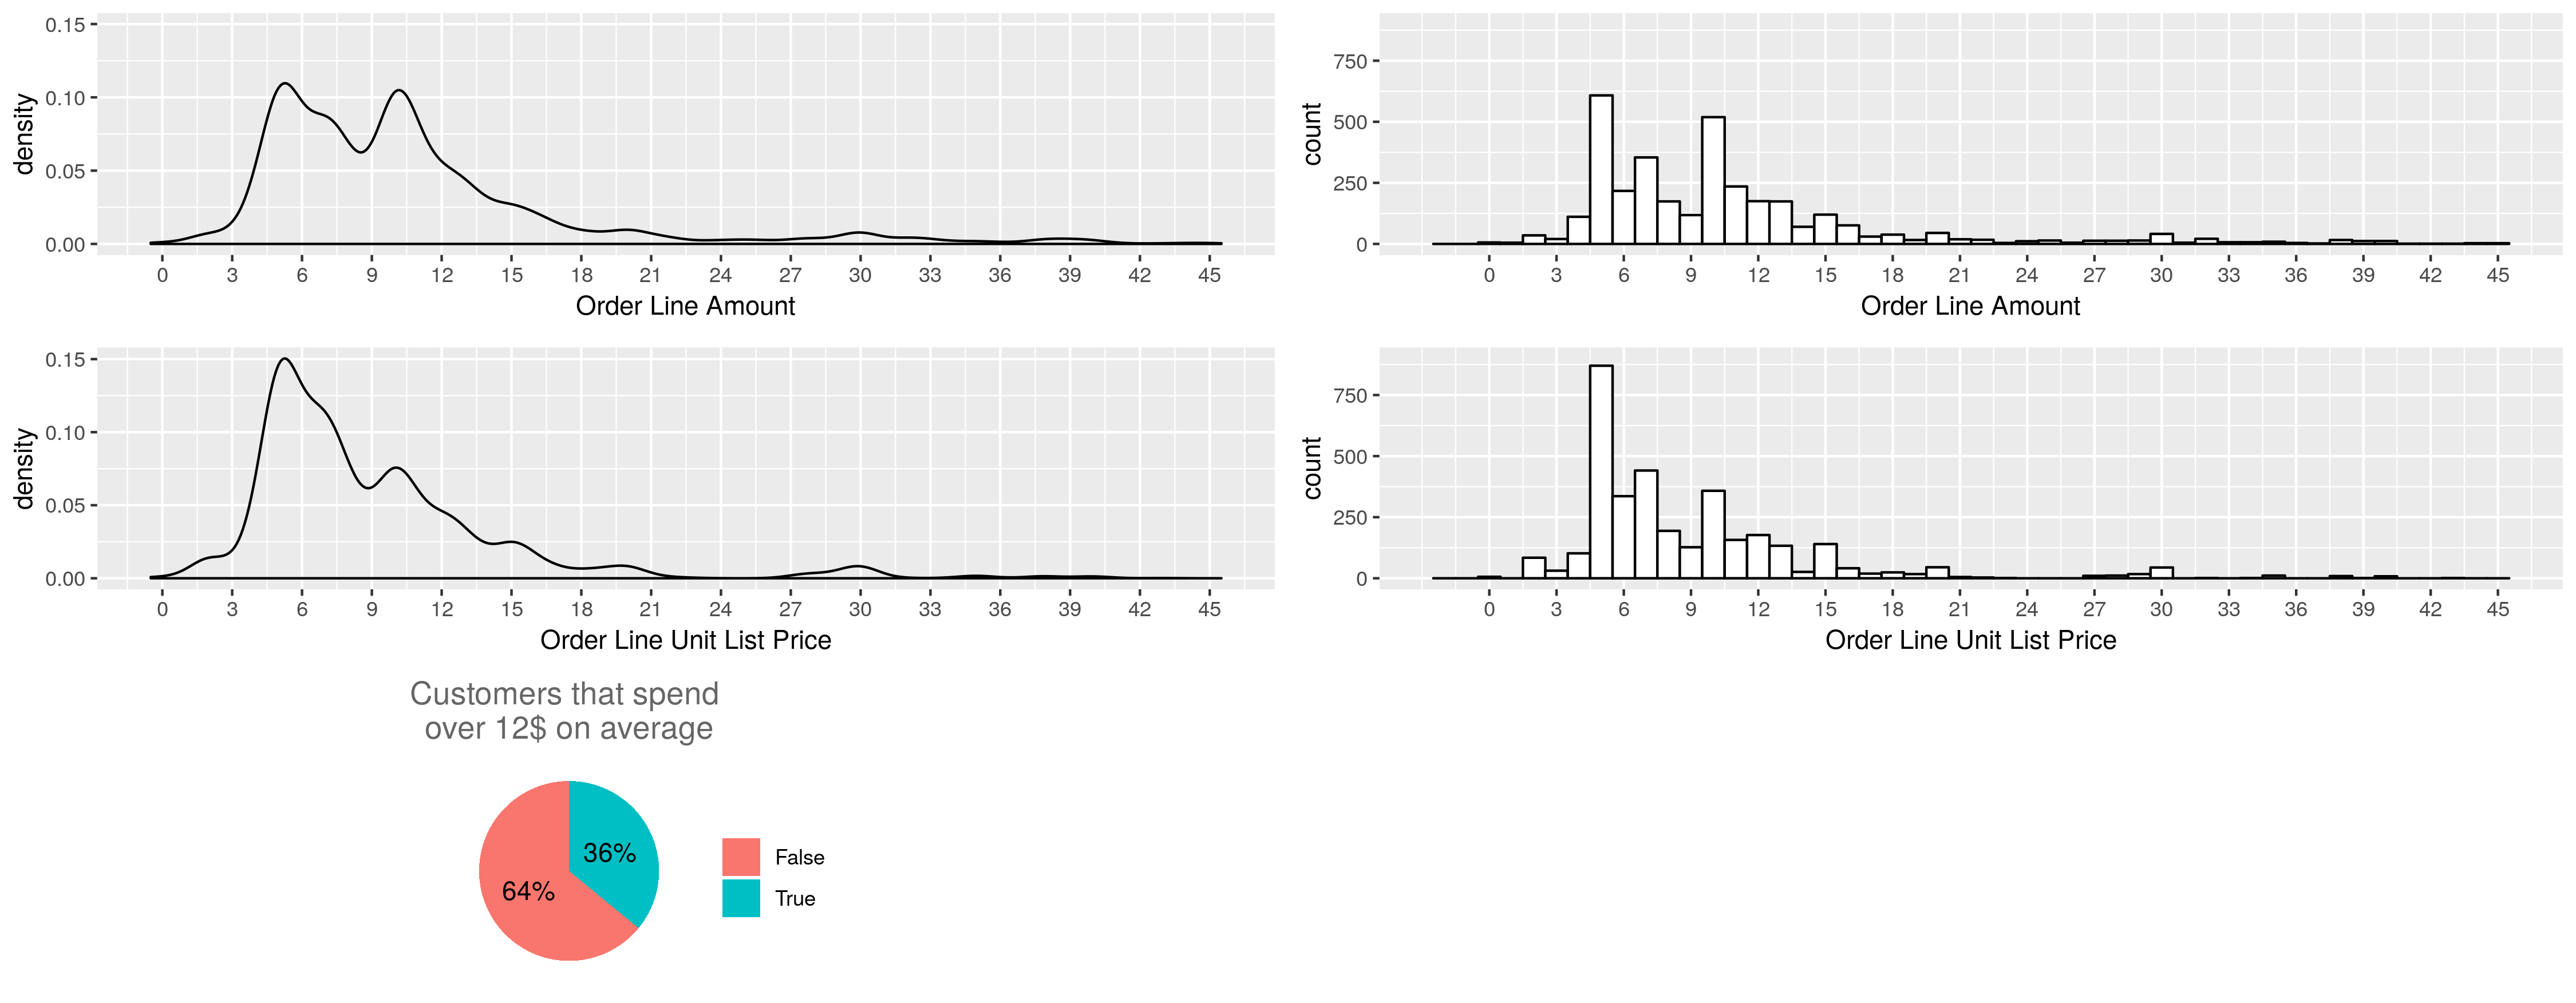 0.15
0.10
0.05
0.00
density
0 3 6 9 12 15 18 21 24 27 30 33 36 39 42 45
Order Line Amount
750
500
250
0
count
0 3 6 9 12 15 18 21 24 27 30 33 36 39 42 45
Order Line Amount
0.15
0.10
0.05
0.00
density
0 3 6 9 12 15 18 21 24 27 30 33 36 39 42 45
Order Line Unit List Price
750
500
250
0
count
0 3 6 9 12 15 18 21 24 27 30 33 36 39 42 45
Order Line Unit List Price
Customers that spend
over 12$ on average
36%
64%
False
True